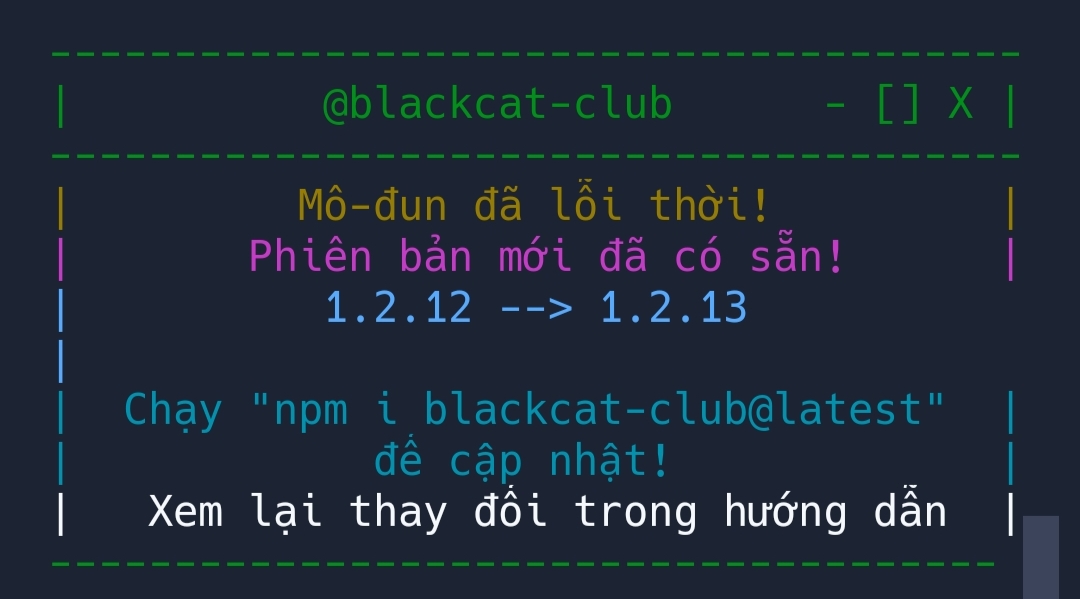 ---------------------------------------
|          @blackcat-club      - [] X |
---------------------------------------
|         Mô-đun đã lỗi thời!         |
|       Phiên bản mới đã có sẵn!      |
|          1.2.12 --> 1.2.13
|
|  Chạy "npm i blackcat-club@latest"  |
|            để cập nhật!             |
|   Xem lại thay đổi trong hướng dẫn  |
--------------------------------------